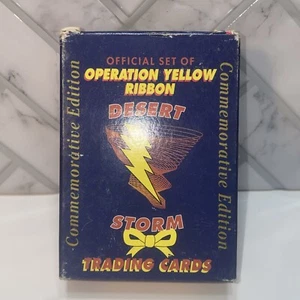 OFFICIAL SET OF
OPERATION YELLOW
RIBBON
DESERT
STORM
TRADING CARDS
Commemorative Edition
Commemorative Edition